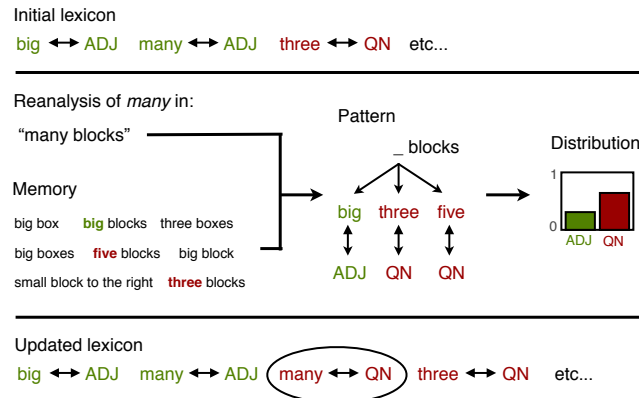 Initial lexicon
big ↔ ADJ many ↔ ADJ three ↔ QN etc...
Reanalysis of many in:
"many blocks"
Memory
big box big blocks three boxes
big boxes five blocks big block
small block to the right three blocks
Pattern
_ blocks
big three five
ADJ QN QN
Distribution
1
0
ADJ QN
Updated lexicon
big ↔ ADJ many ↔ ADJ many ↔ QN three ↔ QN etc...